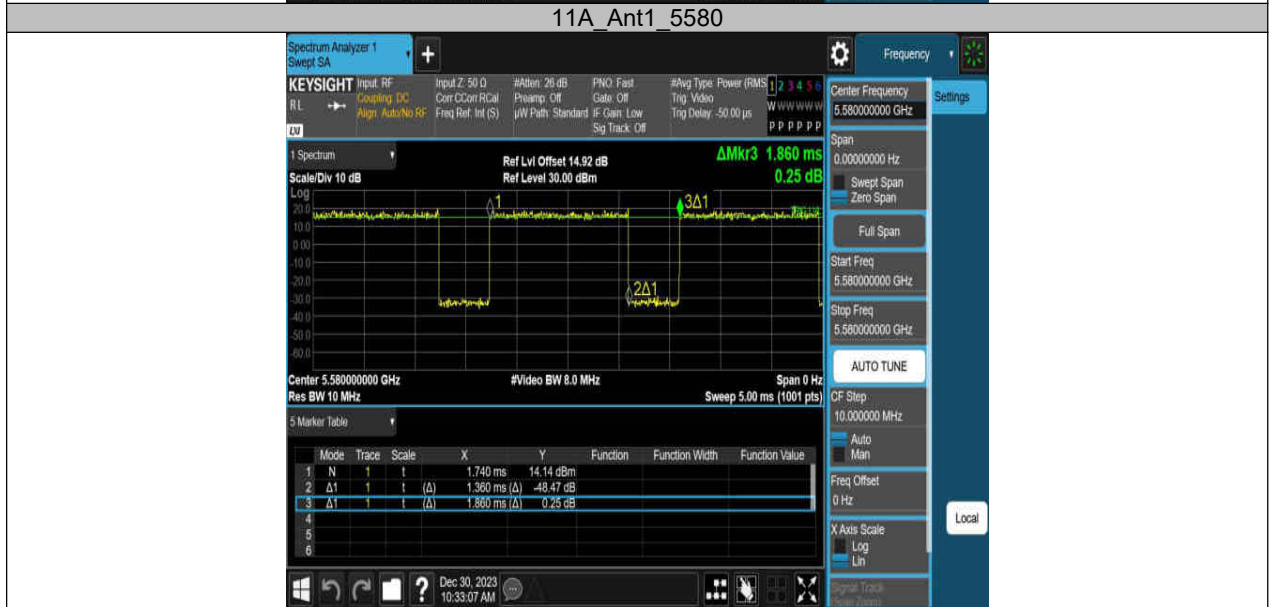 11A_Ant1_5580
Spectrum Analyzer 1
Swept SA
+
Frequency
KEYSIGHT Input: RF Input Z: 50 Ω #Atten: 26 dB PNO: Fast #Avg Type: Power (RMS 1 2 3 4 5 6
RL Coupling: DC Corr CCorr RCal Preamp: Off Gate: Off Trig: Video W W W W W W
Align: Auto/No RF Freq Ref: Int (S) µW Path: Standard IF Gain: Low Trig Delay: -50.00 µs
LXI Sig Track: Off P P P P P P
1 Spectrum
Scale/Div 10 dB
Ref Lvl Offset 14.92 dB
Ref Level 30.00 dBm
ΔMkr3 1.860 ms
0.25 dB
Log
20.0
10.0
0.00
-10.0
-20.0
-30.0
-40.0
-50.0
-60.0
1
3Δ1
2Δ1
Center 5.580000000 GHz #Video BW 8.0 MHz Span 0 Hz
Res BW 10 MHz Sweep 5.00 ms (1001 pts)
5 Marker Table
Mode Trace Scale X Y Function Function Width Function Value
1 N 1 t 1.740 ms 14.14 dBm
2 Δ1 1 t (Δ) 1.360 ms (Δ) -48.47 dB
3 Δ1 1 t (Δ) 1.860 ms (Δ) 0.25 dB
4
5
6
?
Dec 30, 2023
10:33:07 AM
Center Frequency
5.580000000 GHz
Settings
Span
0.00000000 Hz
Swept Span
Zero Span
Full Span
Start Freq
5.580000000 GHz
Stop Freq
5.580000000 GHz
AUTO TUNE
CF Step
10.000000 MHz
Auto
Man
Freq Offset
0 Hz
Local
X Axis Scale
Log
Lin
Signal Track
(Span Zoom)